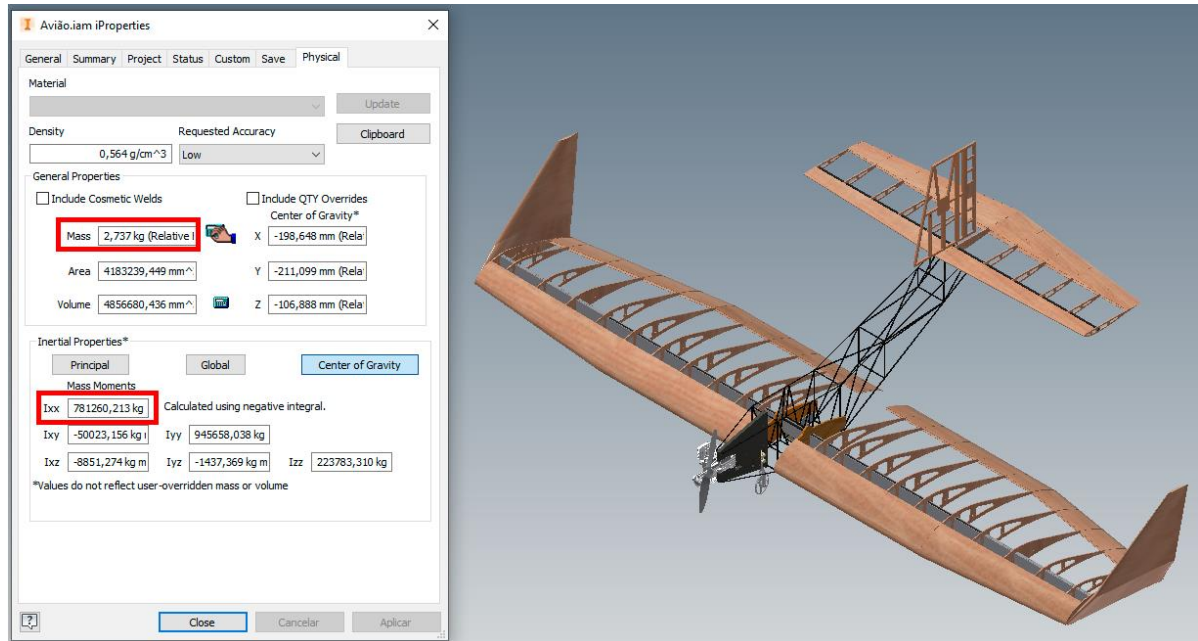 Avião.iam iProperties
General Summary Project Status Custom Save Physical
Material
Update
Density Requested Accuracy
Clipboard
0,564 g/cm^3 Low
General Properties
Include Cosmetic Welds Include QTY Overrides
Center of Gravity*
Mass 2,737 kg (Relative X -198,648 mm (Rela
Area 4183239,449 mm^ Y -211,099 mm (Rela
Volume 4856680,436 mm^ Z -106,888 mm (Rela
Inertial Properties*
Principal Global Center of Gravity
Mass Moments
Ixx 781260,213 kg Calculated using negative integral.
Ixy -50023,156 kg Iyy 945658,038 kg
Ixz -8851,274 kg m Iyz -1437,369 kg m Izz 223783,310 kg
*Values do not reflect user-overridden mass or volume
? Close Cancelar Aplicar